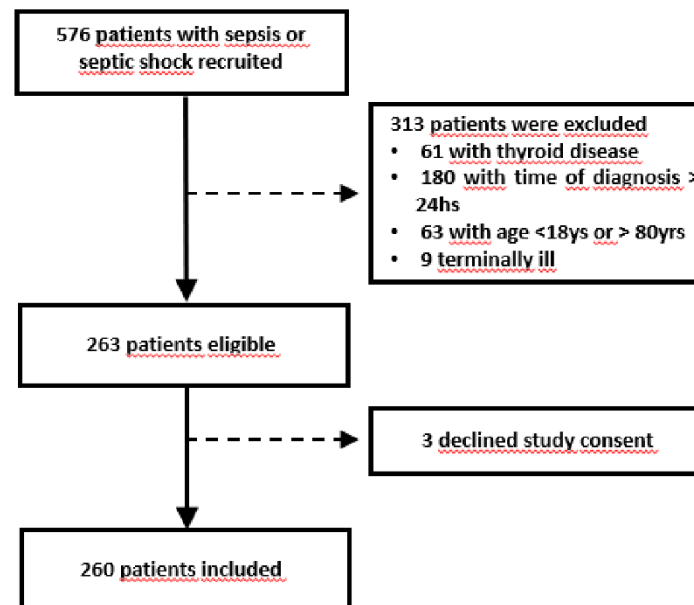 576 patients with sepsis or
septic shock recruited
313 patients were excluded
• 61 with thyroid disease
• 180 with time of diagnosis >
24hs
• 63 with age <18ys or > 80yrs
• 9 terminally ill
263 patients eligible
3 declined study consent
260 patients included